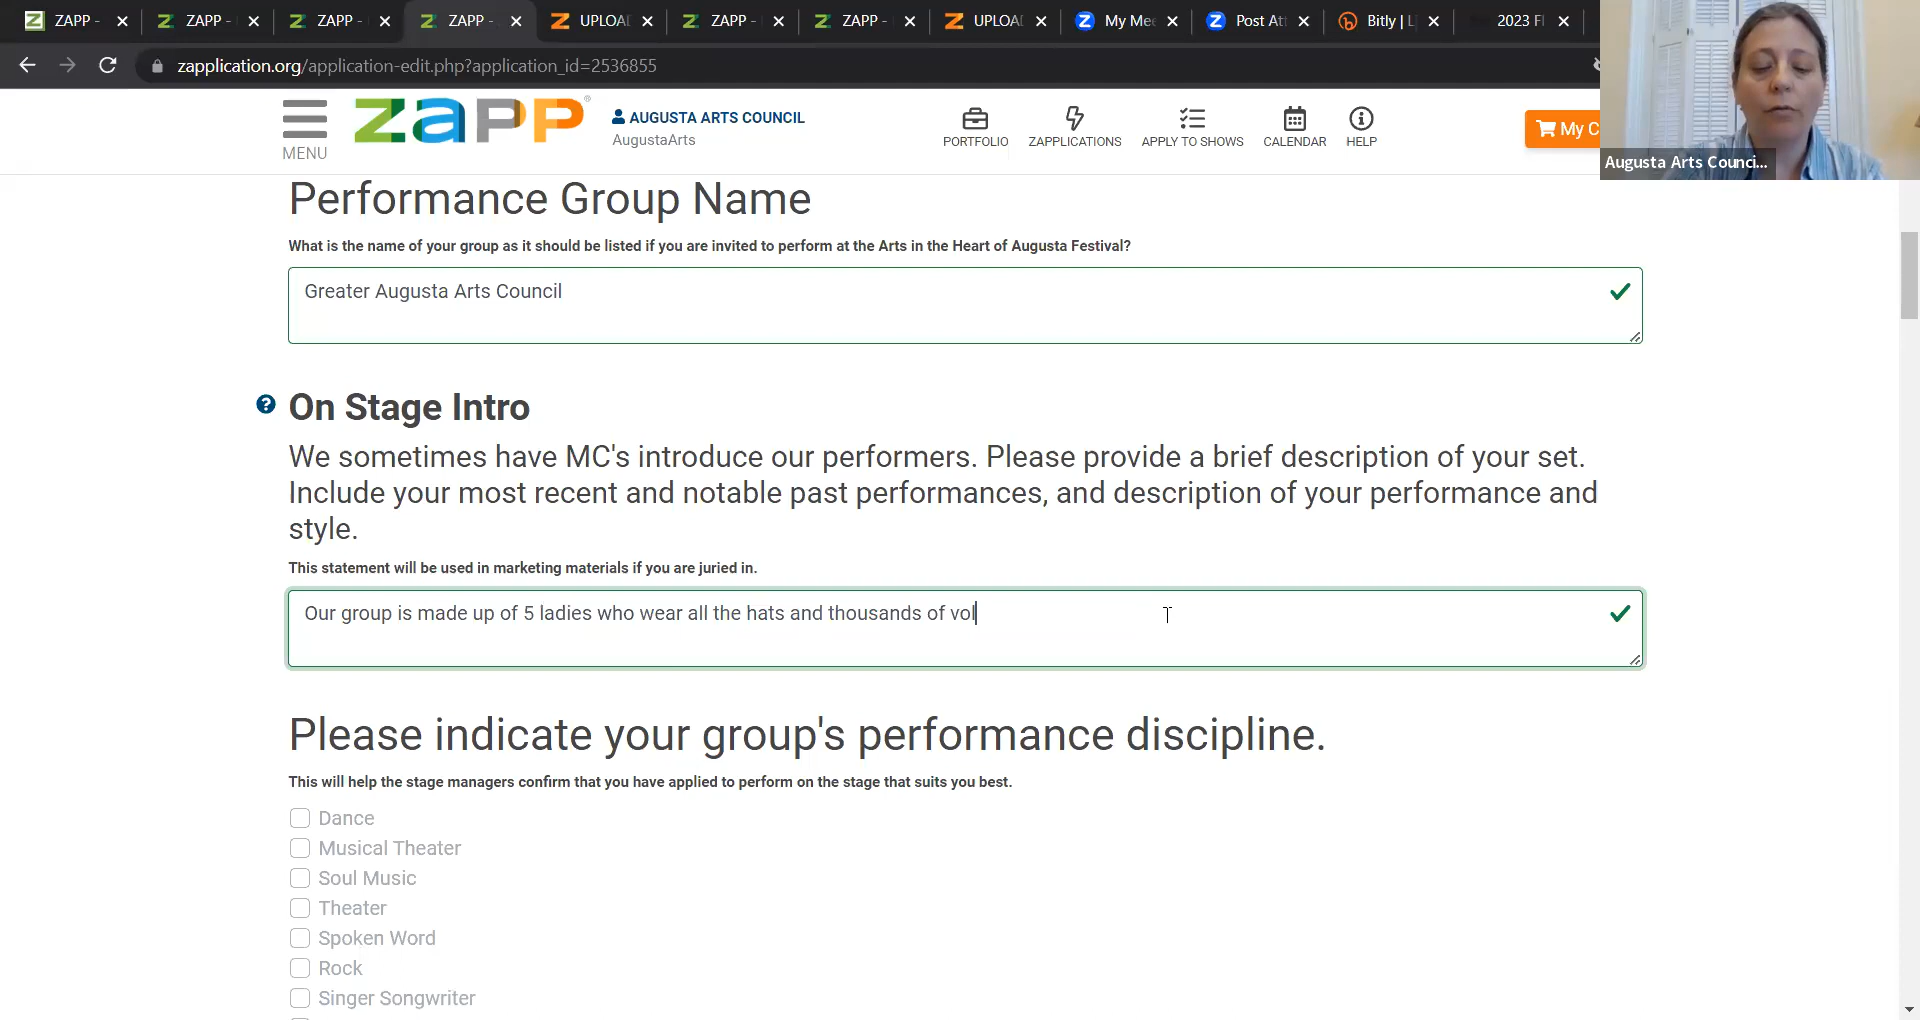 ZAPP - ZAPP - ZAPP - ZAPP - UPLOA ZAPP - ZAPP - UPLOA My Mee Post Att Bitly | L 2023 Fl
zapplication.org/application-edit.php?application_id=2536855
MENU
zapp®
AUGUSTA ARTS COUNCIL
AugustaArts
PORTFOLIO ZAPPLICATIONS APPLY TO SHOWS CALENDAR HELP
My C
Augusta Arts Counci...
Performance Group Name
What is the name of your group as it should be listed if you are invited to perform at the Arts in the Heart of Augusta Festival?
Greater Augusta Arts Council
On Stage Intro
We sometimes have MC's introduce our performers. Please provide a brief description of your set.
Include your most recent and notable past performances, and description of your performance and
style.
This statement will be used in marketing materials if you are juried in.
Our group is made up of 5 ladies who wear all the hats and thousands of vol
Please indicate your group's performance discipline.
This will help the stage managers confirm that you have applied to perform on the stage that suits you best.
Dance
Musical Theater
Soul Music
Theater
Spoken Word
Rock
Singer Songwriter